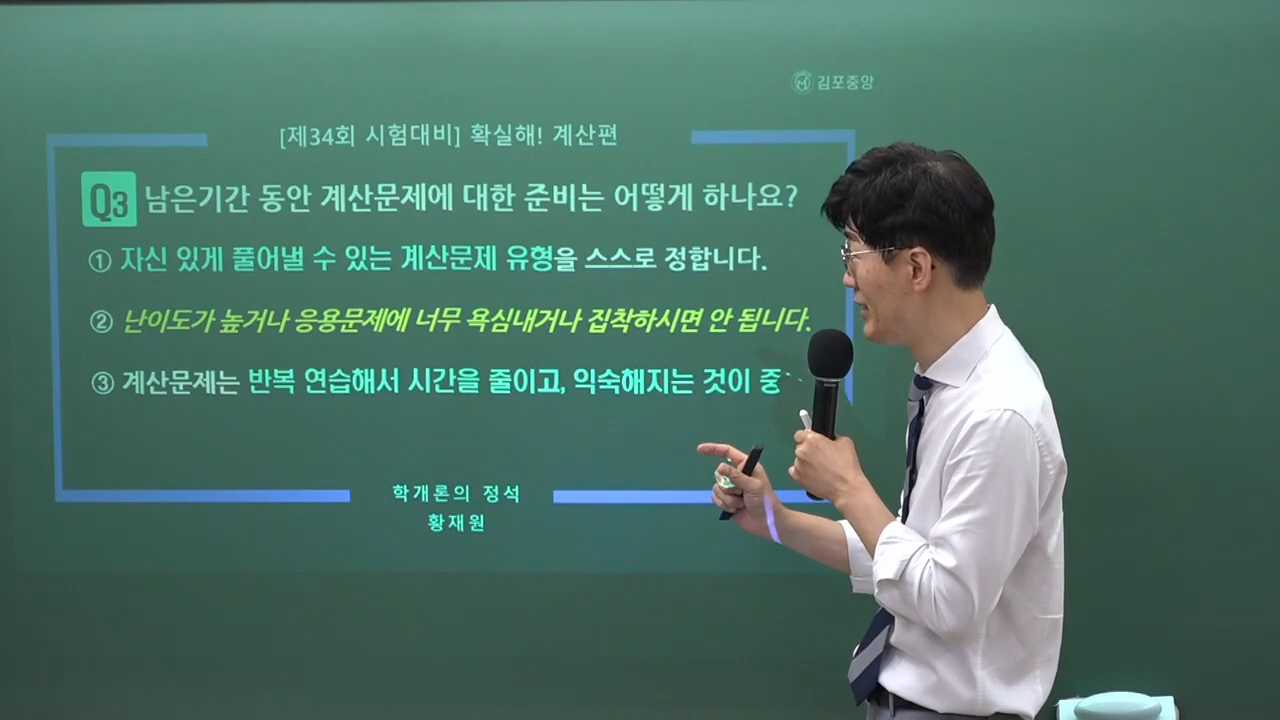 김포중앙
[제34회 시험대비] 확실해! 계산편
Q3 남은기간 동안 계산문제에 대한 준비는 어떻게 하나요?
① 자신 있게 풀어낼 수 있는 계산문제 유형을 스스로 정합니다.
② 난이도가 높거나 응용문제에 너무 욕심내거나 집착하시면 안 됩니다.
③ 계산문제는 반복 연습해서 시간을 줄이고, 익숙해지는 것이 중
학개론의 정석
황재원